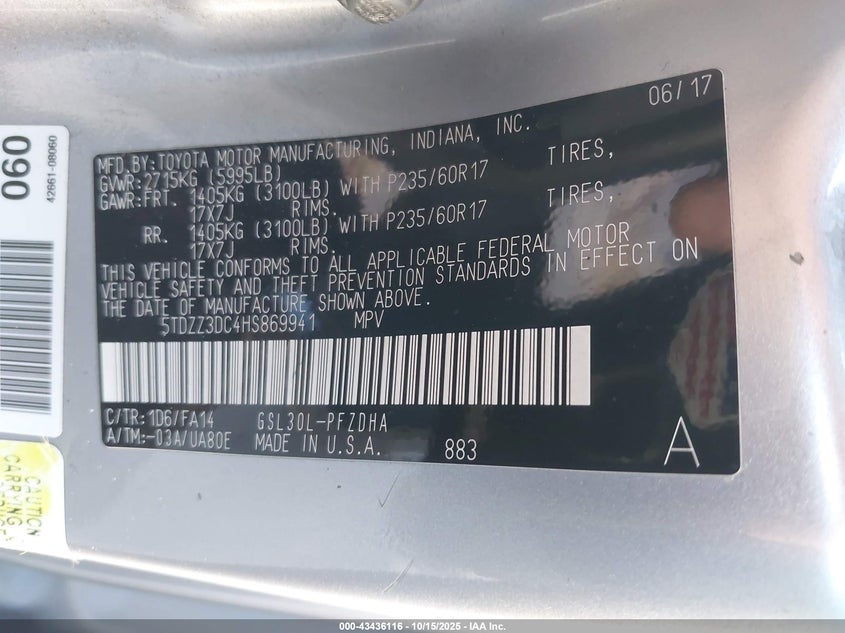 06/17
MFD.BY:TOYOTA MOTOR MANUFACTURING, INDIANA, INC.
GVWR:2715KG (5995LB)
GAWR:FRT. 1405KG (3100LB) WITH P235/60R17 TIRES,
17X7J RIMS.
RR. 1405KG (3100LB) WITH P235/60R17 TIRES,
17X7J RIMS.
THIS VEHICLE CONFORMS TO ALL APPLICABLE FEDERAL MOTOR
VEHICLE SAFETY AND THEFT PREVENTION STANDARDS IN EFFECT ON
THE DATE OF MANUFACTURE SHOWN ABOVE.
5TDZZ3DC4HS869941 MPV
C/TR:1D6/FA14 GSL30L-PFZDHA
A/TM:-03A/UA80E MADE IN U.S.A. 883
A
060
42661-08060
CAUTION
CARRYING
000-43436116 - 10/15/2025 - IAA Inc.